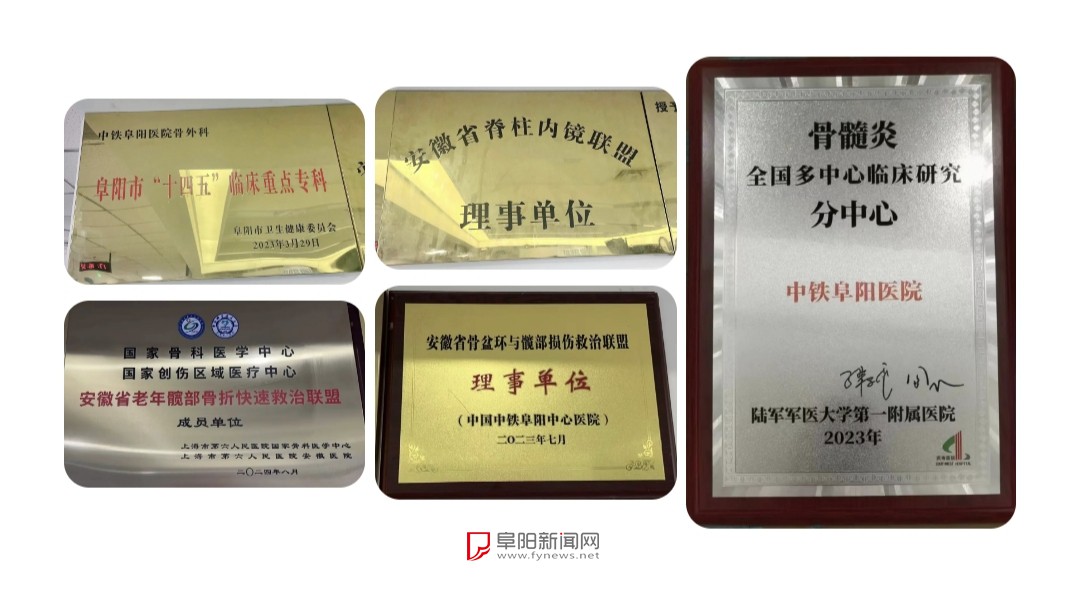 中铁阜阳医院骨外科
阜阳市“十四五”临床重点专科
阜阳市卫生健康委员会
2023年3月29日
授予
安徽省脊柱内镜联盟
理事单位
国家骨科医学中心
国家创伤区域医疗中心
安徽省老年髋部骨折快速救治联盟
成员单位
上海市第六人民医院国家骨科医学中心
上海市第六人民医院安徽医院
二〇二四年八月
安徽省骨盆环与髋部损伤救治联盟
理事单位
（中国中铁阜阳中心医院）
二〇二三年七月
骨髓炎
全国多中心临床研究
分中心
中铁阜阳医院
陆军军医大学第一附属医院
2023年
阜阳新闻网
www.fynews.net